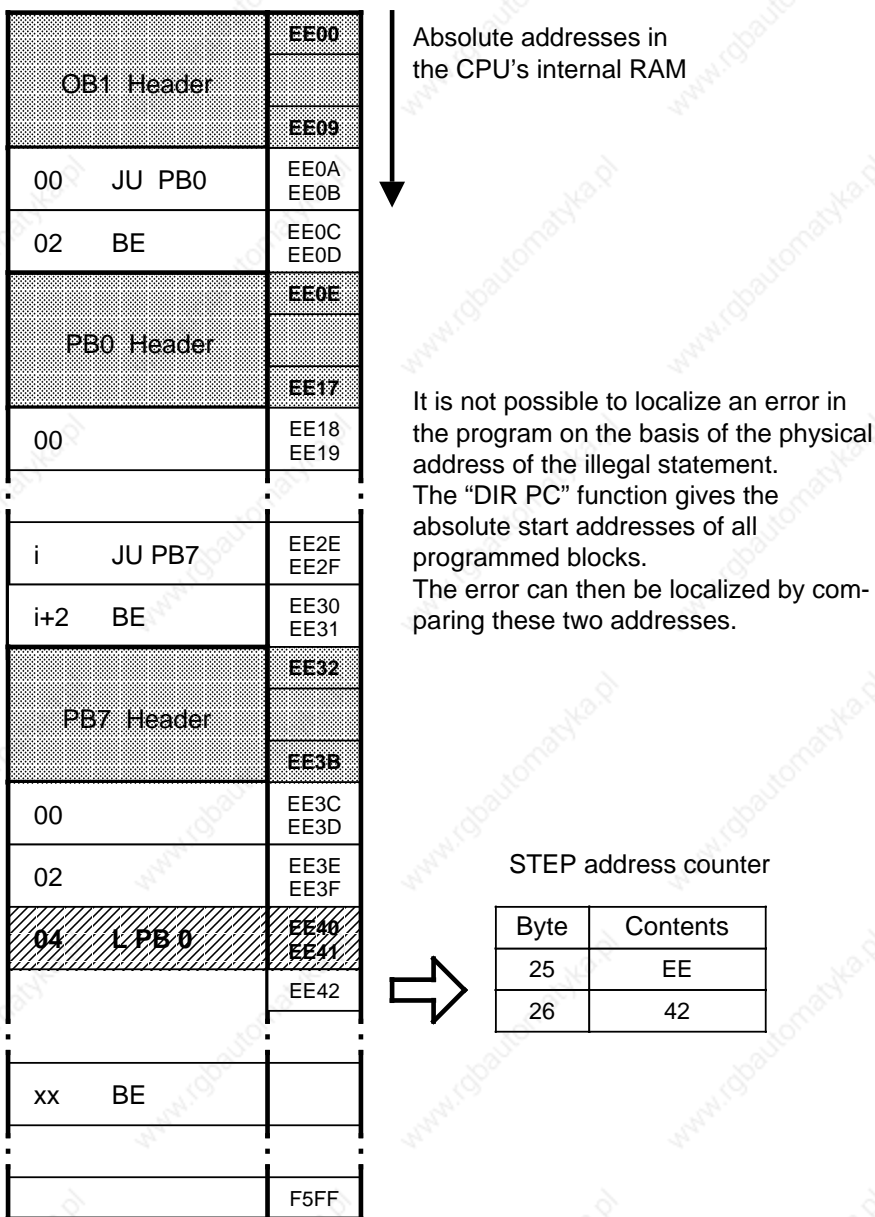 Absolute addresses in
the CPU's internal RAM
EE00
OB1 Header
EE09
00 JU PB0 EE0A
EE0B
02 BE EE0C
EE0D
EE0E
PB0 Header
EE17
00 EE18
EE19
It is not possible to localize an error in
the program on the basis of the physical
address of the illegal statement.
The “DIR PC” function gives the
absolute start addresses of all
programmed blocks.
The error can then be localized by com-
paring these two addresses.
i JU PB7 EE2E
EE2F
i+2 BE EE30
EE31
EE32
PB7 Header
EE3B
00 EE3C
EE3D
02 EE3E
EE3F
04 L PB 0 EE40
EE41
EE42
STEP address counter
Byte Contents
25 EE
26 42
xx BE
F5FF
www.rgbautomatyka.pl